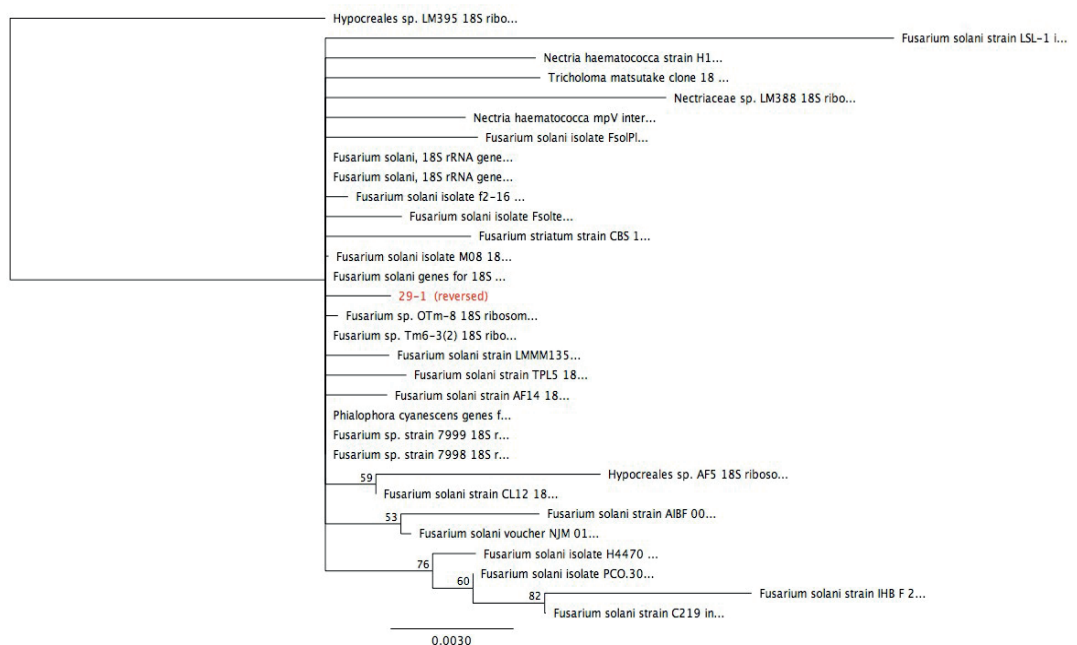 Hypocreales sp. LM395 18S ribo...
Fusarium solani strain LSL-1 i...
Nectria haematococca strain H1...
Tricholoma matsutake clone 18 ...
Nectriaceae sp. LM388 18S ribo...
Nectria haematococca mpV inter...
Fusarium solani isolate FsolPl...
Fusarium solani, 18S rRNA gene...
Fusarium solani, 18S rRNA gene...
Fusarium solani isolate f2-16 ...
Fusarium solani isolate Fsolte...
Fusarium striatum strain CBS 1...
Fusarium solani isolate M08 18...
Fusarium solani genes for 18S ...
29-1 (reversed)
Fusarium sp. OTm-8 18S ribosom...
Fusarium sp. Tm6-3(2) 18S ribo...
Fusarium solani strain LMMM135...
Fusarium solani strain TPL5 18...
Fusarium solani strain AF14 18...
Phialophora cyanescens genes f...
Fusarium sp. strain 7999 18S r...
Fusarium sp. strain 7998 18S r...
59 Hypocreales sp. AF5 18S riboso...
Fusarium solani strain CL12 18...
53 Fusarium solani strain AIBF 00...
Fusarium solani voucher NJM 01...
76 Fusarium solani isolate H4470 ...
60 Fusarium solani isolate PCO.30...
82 Fusarium solani strain IHB F 2...
Fusarium solani strain C219 in...
0.0030